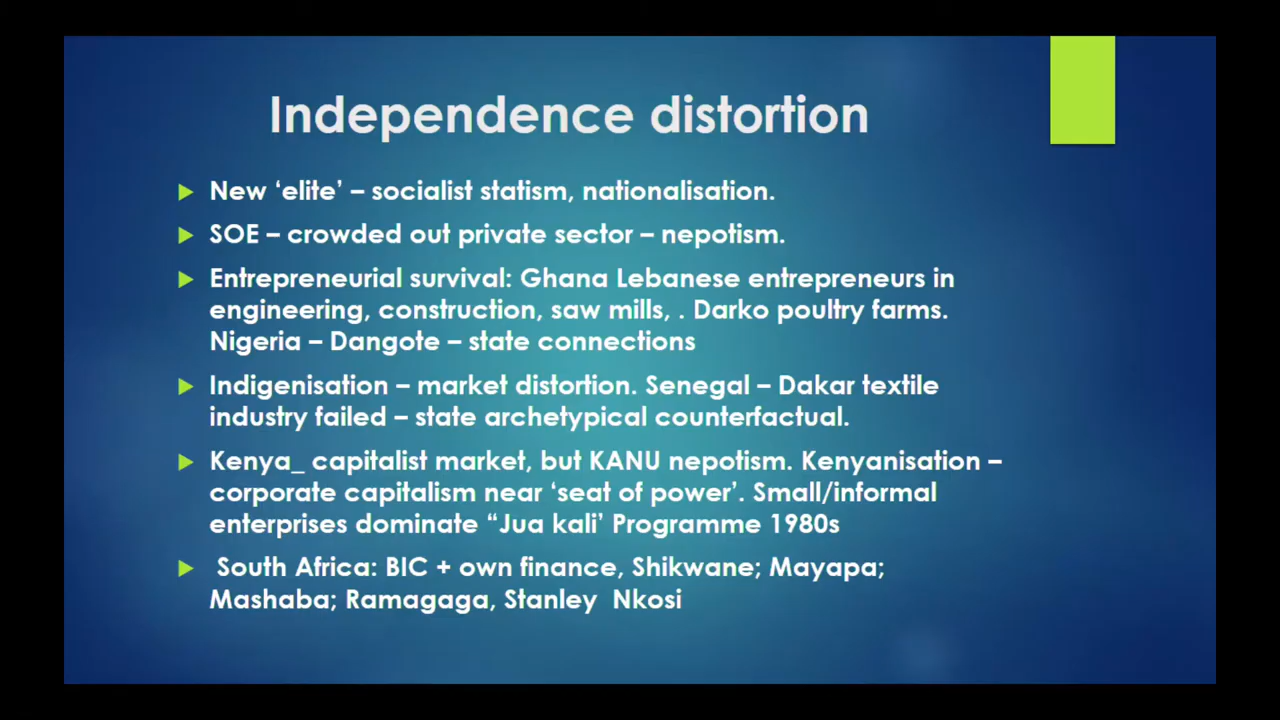 Independence distortion
New ‘elite’ – socialist statism, nationalisation.
SOE – crowded out private sector – nepotism.
Entrepreneurial survival: Ghana Lebanese entrepreneurs in
engineering, construction, saw mills, . Darko poultry farms.
Nigeria – Dangote – state connections
Indigenisation – market distortion. Senegal – Dakar textile
industry failed – state archetypical counterfactual.
Kenya_ capitalist market, but KANU nepotism. Kenyanisation –
corporate capitalism near ‘seat of power’. Small/informal
enterprises dominate “Jua kali’ Programme 1980s
South Africa: BIC + own finance, Shikwane; Mayapa;
Mashaba; Ramagaga, Stanley Nkosi